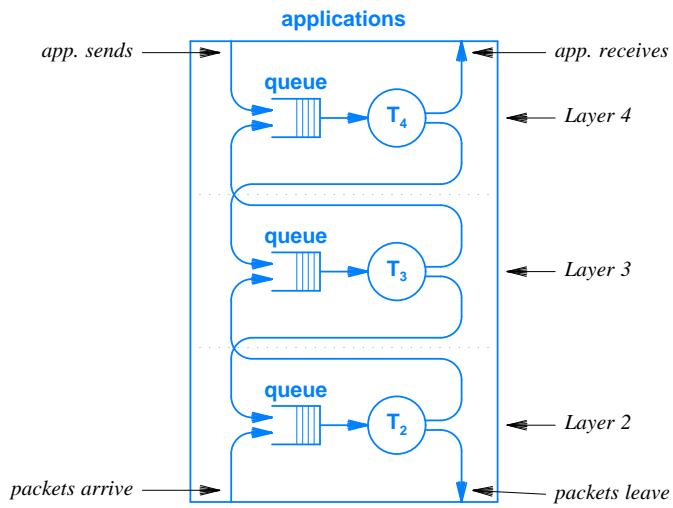 applications
app. sends
app. receives
queue
T4
Layer 4
queue
T3
Layer 3
queue
T2
Layer 2
packets arrive
packets leave